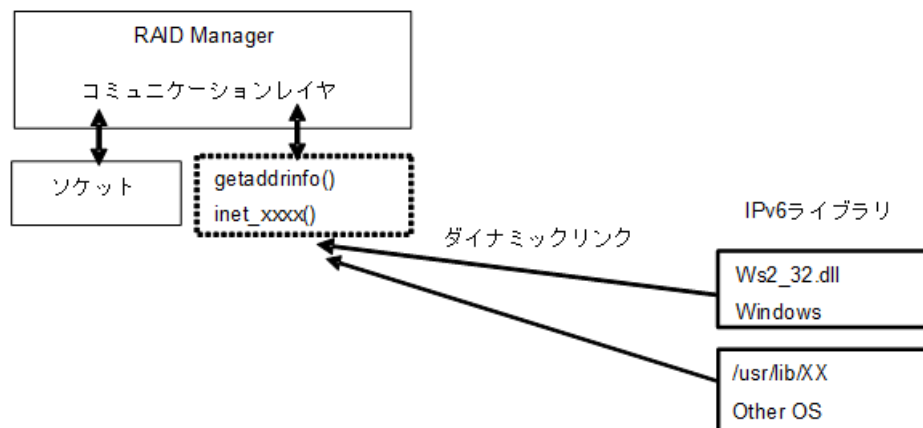 RAID Manager
コミュニケーションレイヤ
ソケット
getaddrinfo()
inet_xxxx()
ダイナミックリンク
IPv6ライブラリ
Ws2_32.dll
Windows
/usr/lib/XX
Other OS